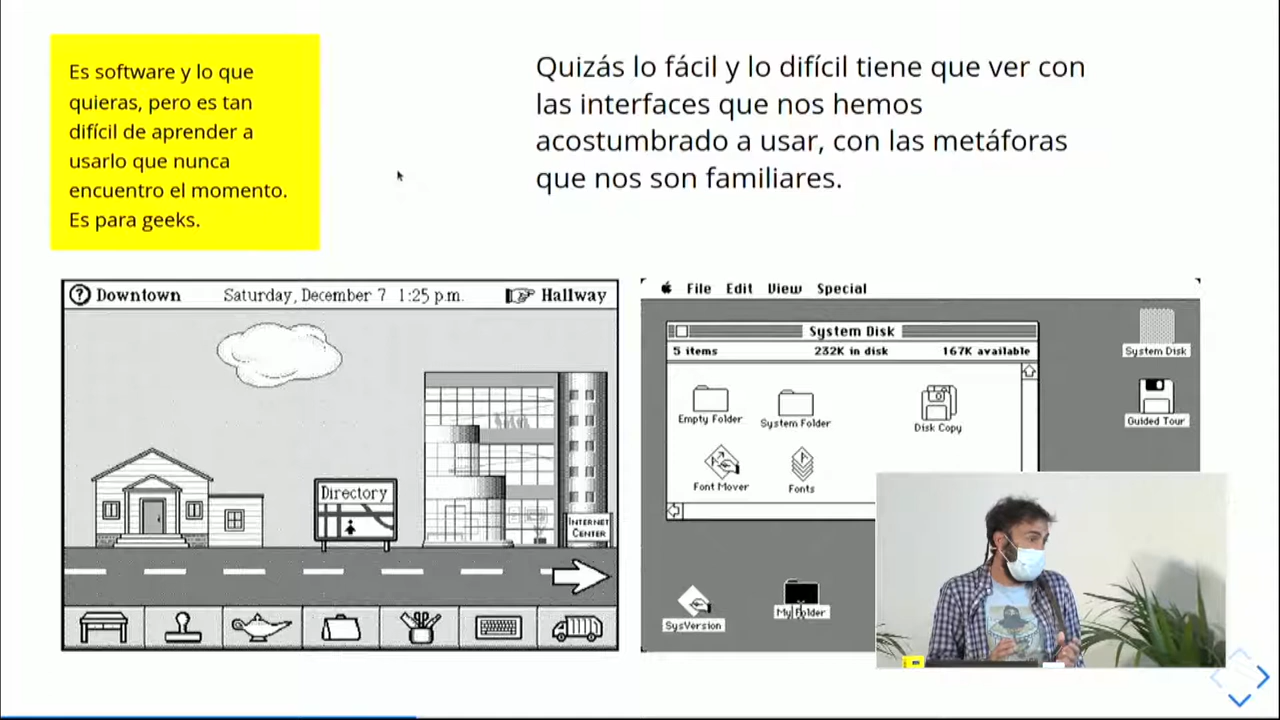 Es software y lo que
quieras, pero es tan
difícil de aprender a
usarlo que nunca
encuentro el momento.
Es para geeks.
Quizás lo fácil y lo difícil tiene que ver con
las interfaces que nos hemos
acostumbrado a usar, con las metáforas
que nos son familiares.
? Downtown Saturday, December 7 1:25 p.m. Hallway
Directory
INTERNET
CENTER
File Edit View Special
System Disk
5 items 232K in disk 167K available
Empty Folder
System Folder
Disk Copy
Font Mover
Fonts
System Disk
Guided Tour
SysVersion
My Folder